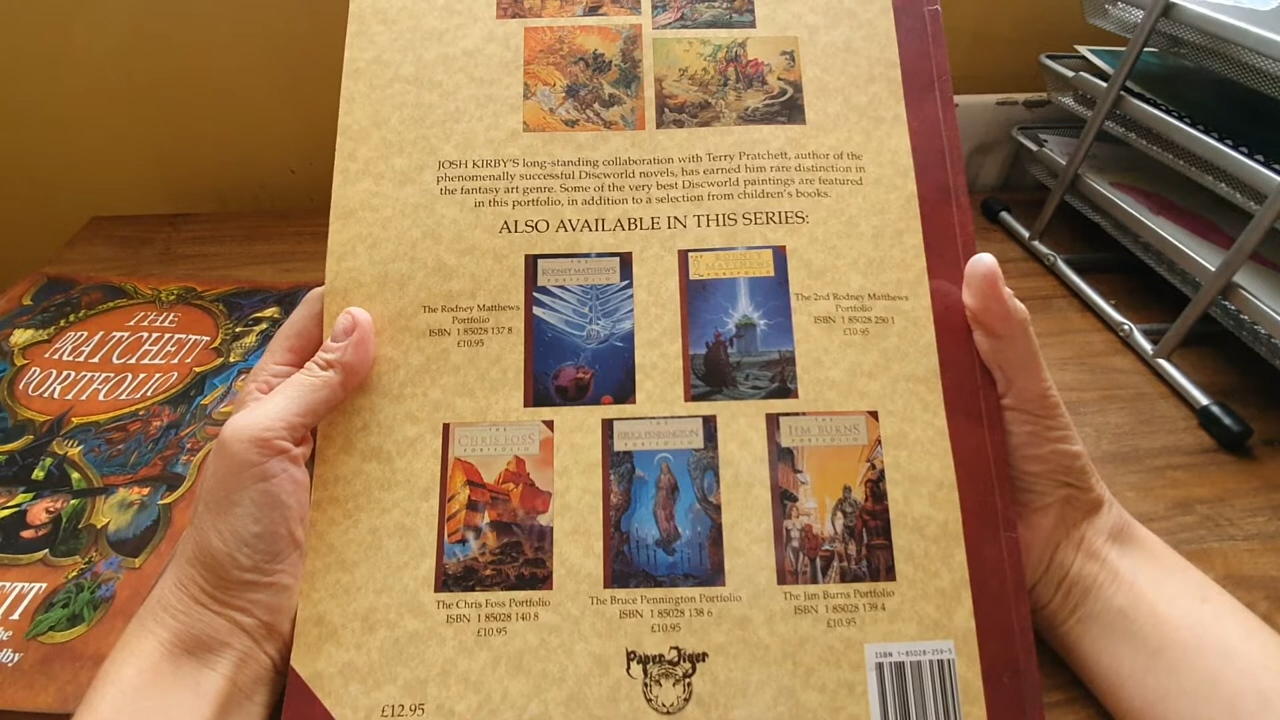 JOSH KIRBY'S long-standing collaboration with Terry Pratchett, author of the
phenomenally successful Discworld novels, has earned him rare distinction in
the fantasy art genre. Some of the very best Discworld paintings are featured
in this portfolio, in addition to a selection from children's books.
ALSO AVAILABLE IN THIS SERIES:
THE
RODNEY MATTHEWS
PORTFOLIO
The Rodney Matthews
Portfolio
ISBN 1 85028 137 8
£10.95
THE
2
RODNEY
MATTHEWS
PORTFOLIO
The 2nd Rodney Matthews
Portfolio
ISBN 1 85028 250 1
£10.95
THE
CHRIS FOSS
PORTFOLIO
The Chris Foss Portfolio
ISBN 1 85028 140 8
£10.95
THE
BRUCE PENNINGTON
PORTFOLIO
The Bruce Pennington Portfolio
ISBN 1 85028 138 6
£10.95
THE
JIM BURNS
PORTFOLIO
The Jim Burns Portfolio
ISBN 1 85028 139.4
£10.95
Paper Tiger
£12.95
ISBN 1-85028-259-5
THE
PRATCHETT
PORTFOLIO